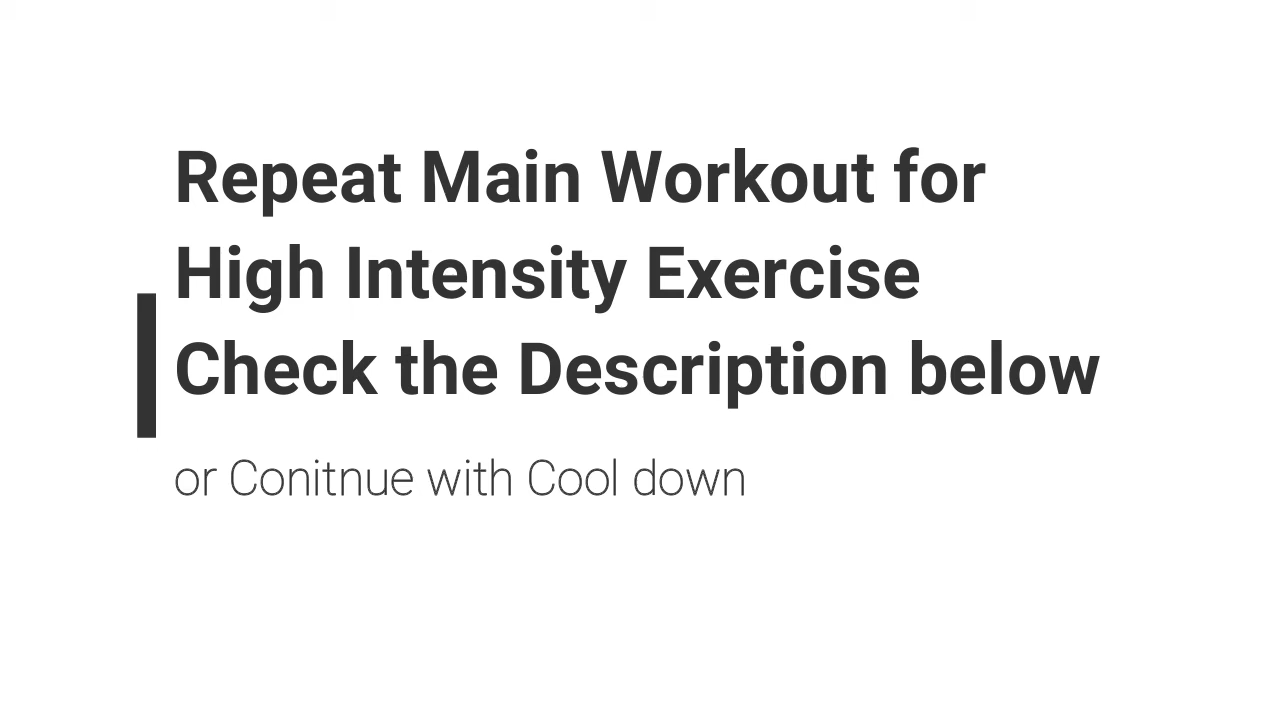 Repeat Main Workout for
High Intensity Exercise
Check the Description below
or Conitnue with Cool down